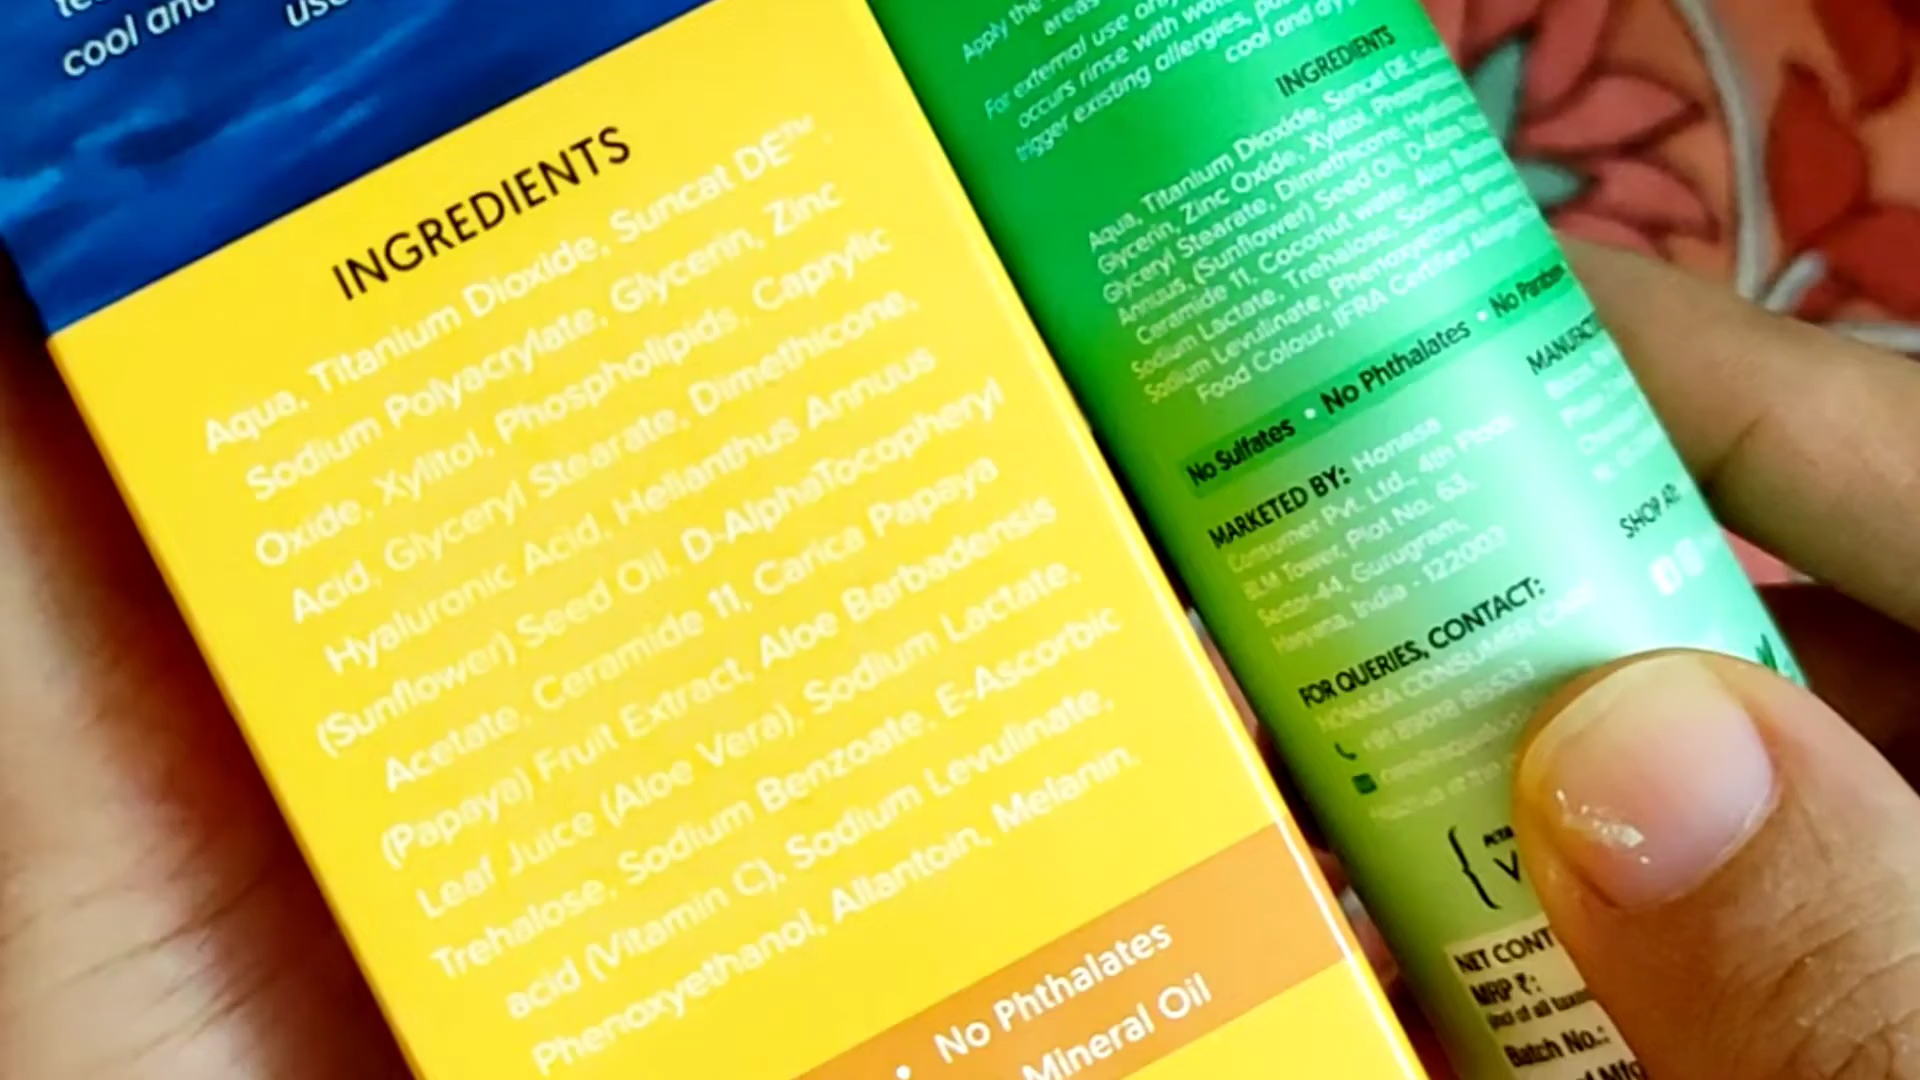 cool and
use
INGREDIENTS
Aqua, Titanium Dioxide, Suncat DE™,
Sodium Polyacrylate, Glycerin, Zinc
Oxide, Xylitol, Phospholipids, Caprylic
Acid, Glyceryl Stearate, Dimethicone,
Hyaluronic Acid, Helianthus Annuus
(Sunflower) Seed Oil, D-AlphaTocopheryl
Acetate, Ceramide 11, Carica Papaya
(Papaya) Fruit Extract, Aloe Barbadensis
Leaf Juice (Aloe Vera), Sodium Lactate,
Trehalose, Sodium Benzoate, E-Ascorbic
acid (Vitamin C), Sodium Levulinate,
Phenoxyethanol, Allantoin, Melanin.
• No Phthalates
Mineral Oil
Apply the
areas
For external use only
occurs rinse with
trigger existing allergies,
cool and dry
INGREDIENTS
Aqua, Titanium Dioxide, Suncat DE
Glycerin, Zinc Oxide, Xylitol,
Glyceryl Stearate, Dimethicone,
Annuus, (Sunflower) Seed Oil,
Ceramide 11, Coconut water, Aloe
Sodium Lactate, Trehalose, Sodium
Sodium Levulinate, Phenoxyethanol,
Food Colour, IFRA Certified
No Sulfates • No Phthalates • No
MARKETED BY: Honasa
Consumer Pvt. Ltd., 4th Floor
BLM Tower, Plot No. 63,
Sector-44, Gurugram,
Haryana, India - 122003
SHOP AT:
FOR QUERIES, CONTACT:
HONASA CONSUMER
NET CONT
MRP ₹:
Batch No.: